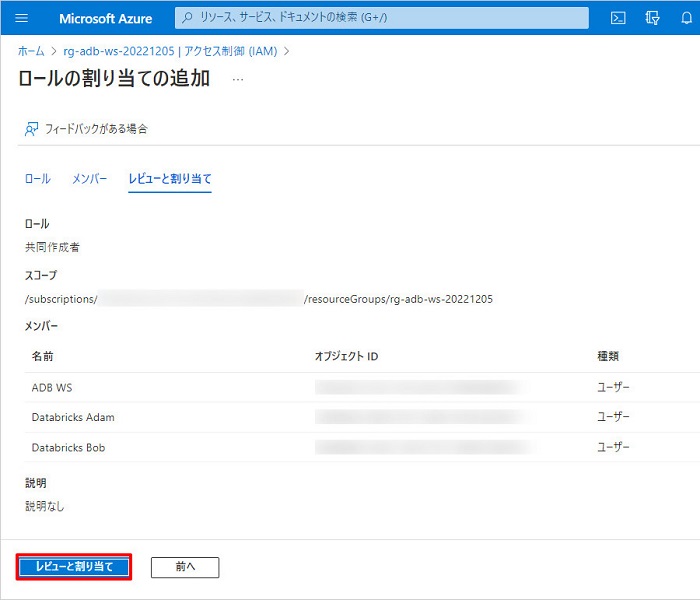 Microsoft Azure
リソース、サービス、ドキュメントの検索 (G+/)
ホーム > rg-adb-ws-20221205 | アクセス制御 (IAM) >
ロールの割り当ての追加 ...
フィードバックがある場合
ロール メンバー レビューと割り当て
ロール
共同作成者
スコープ
/subscriptions/ /resourceGroups/rg-adb-ws-20221205
メンバー
名前 オブジェクト ID 種類
ADB WS ユーザー
Databricks Adam ユーザー
Databricks Bob ユーザー
説明
説明なし
レビューと割り当て 前へ